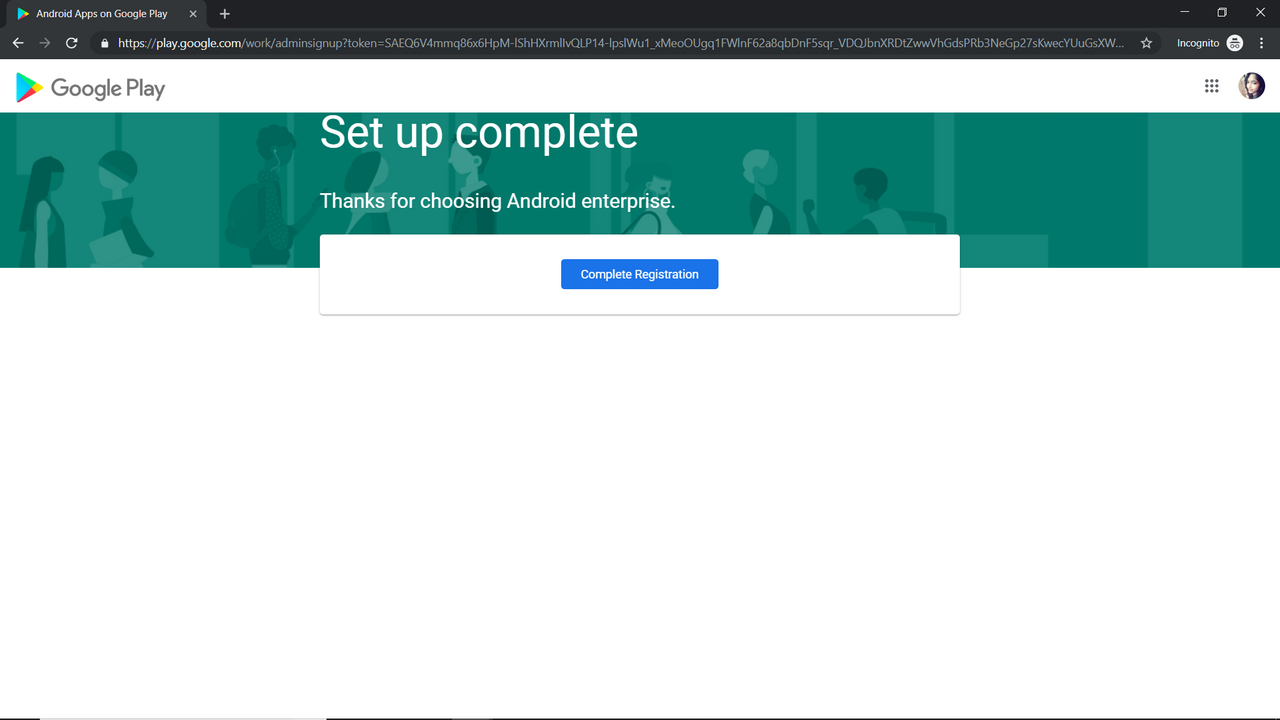 Android Apps on Google Play
https://play.google.com/work/adminsignup?token=SAEQ6V4mmq86x6HpM-lShHXrmlIvQLP14-lpslWu1_xMeoOUgq1FWlnF62a8qbDnF5sqr_VDQJbnXRDtZwwVhGdsPRb3NeGp27sKwecYUuGsXW...
Incognito
Google Play
Set up complete
Thanks for choosing Android enterprise.
Complete Registration